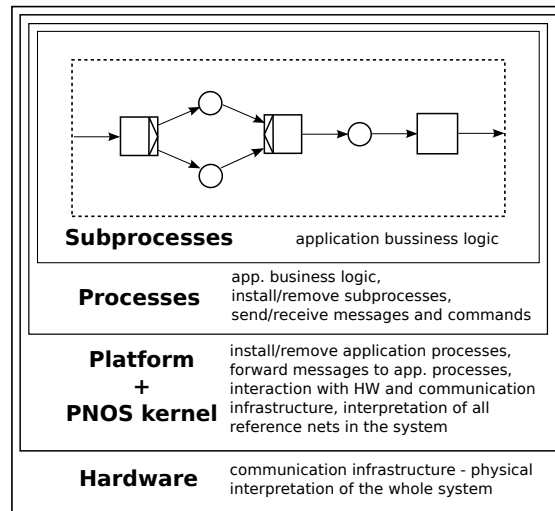 Subprocesses
application bussiness logic
Processes
app. business logic,
install/remove subprocesses,
send/receive messages and commands
Platform
+
PNOS kernel
install/remove application processes,
forward messages to app. processes,
interaction with HW and communication
infrastructure, interpretation of all
reference nets in the system
Hardware
communication infrastructure - physical
interpretation of the whole system